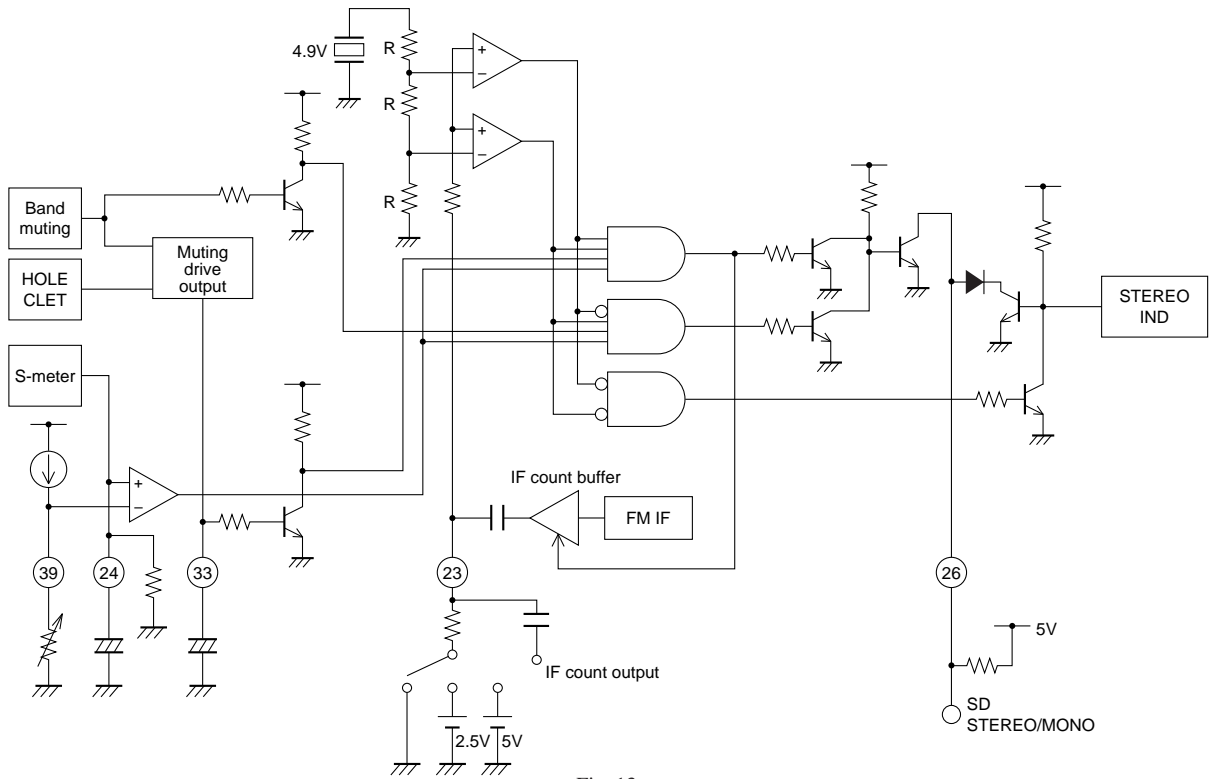 4.9V
R
R
R
Band
muting
HOLE
CLET
Muting
drive
output
S-meter
STEREO
IND
IF count buffer
FM IF
39
24
33
23
26
5V
IF count output
2.5V
5V
SD
STEREO/MONO